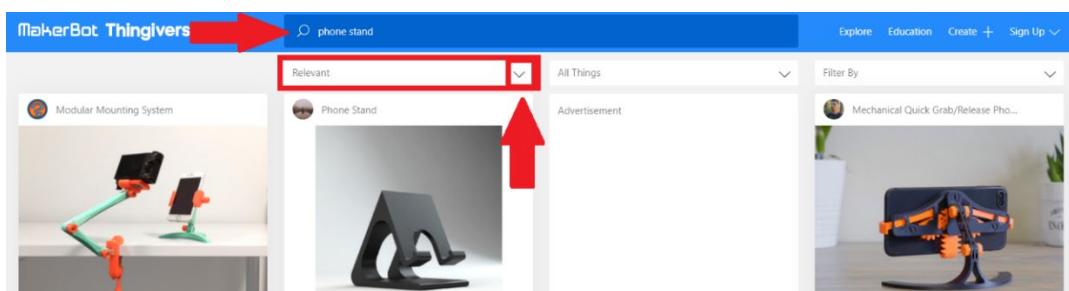 MakerBot Thingivers
phone stand
Explore Education Create Sign Up
Relevant
All Things
Filter By
Modular Mounting System
Phone Stand
Advertisement
Mechanical Quick Grab/Release Pho...